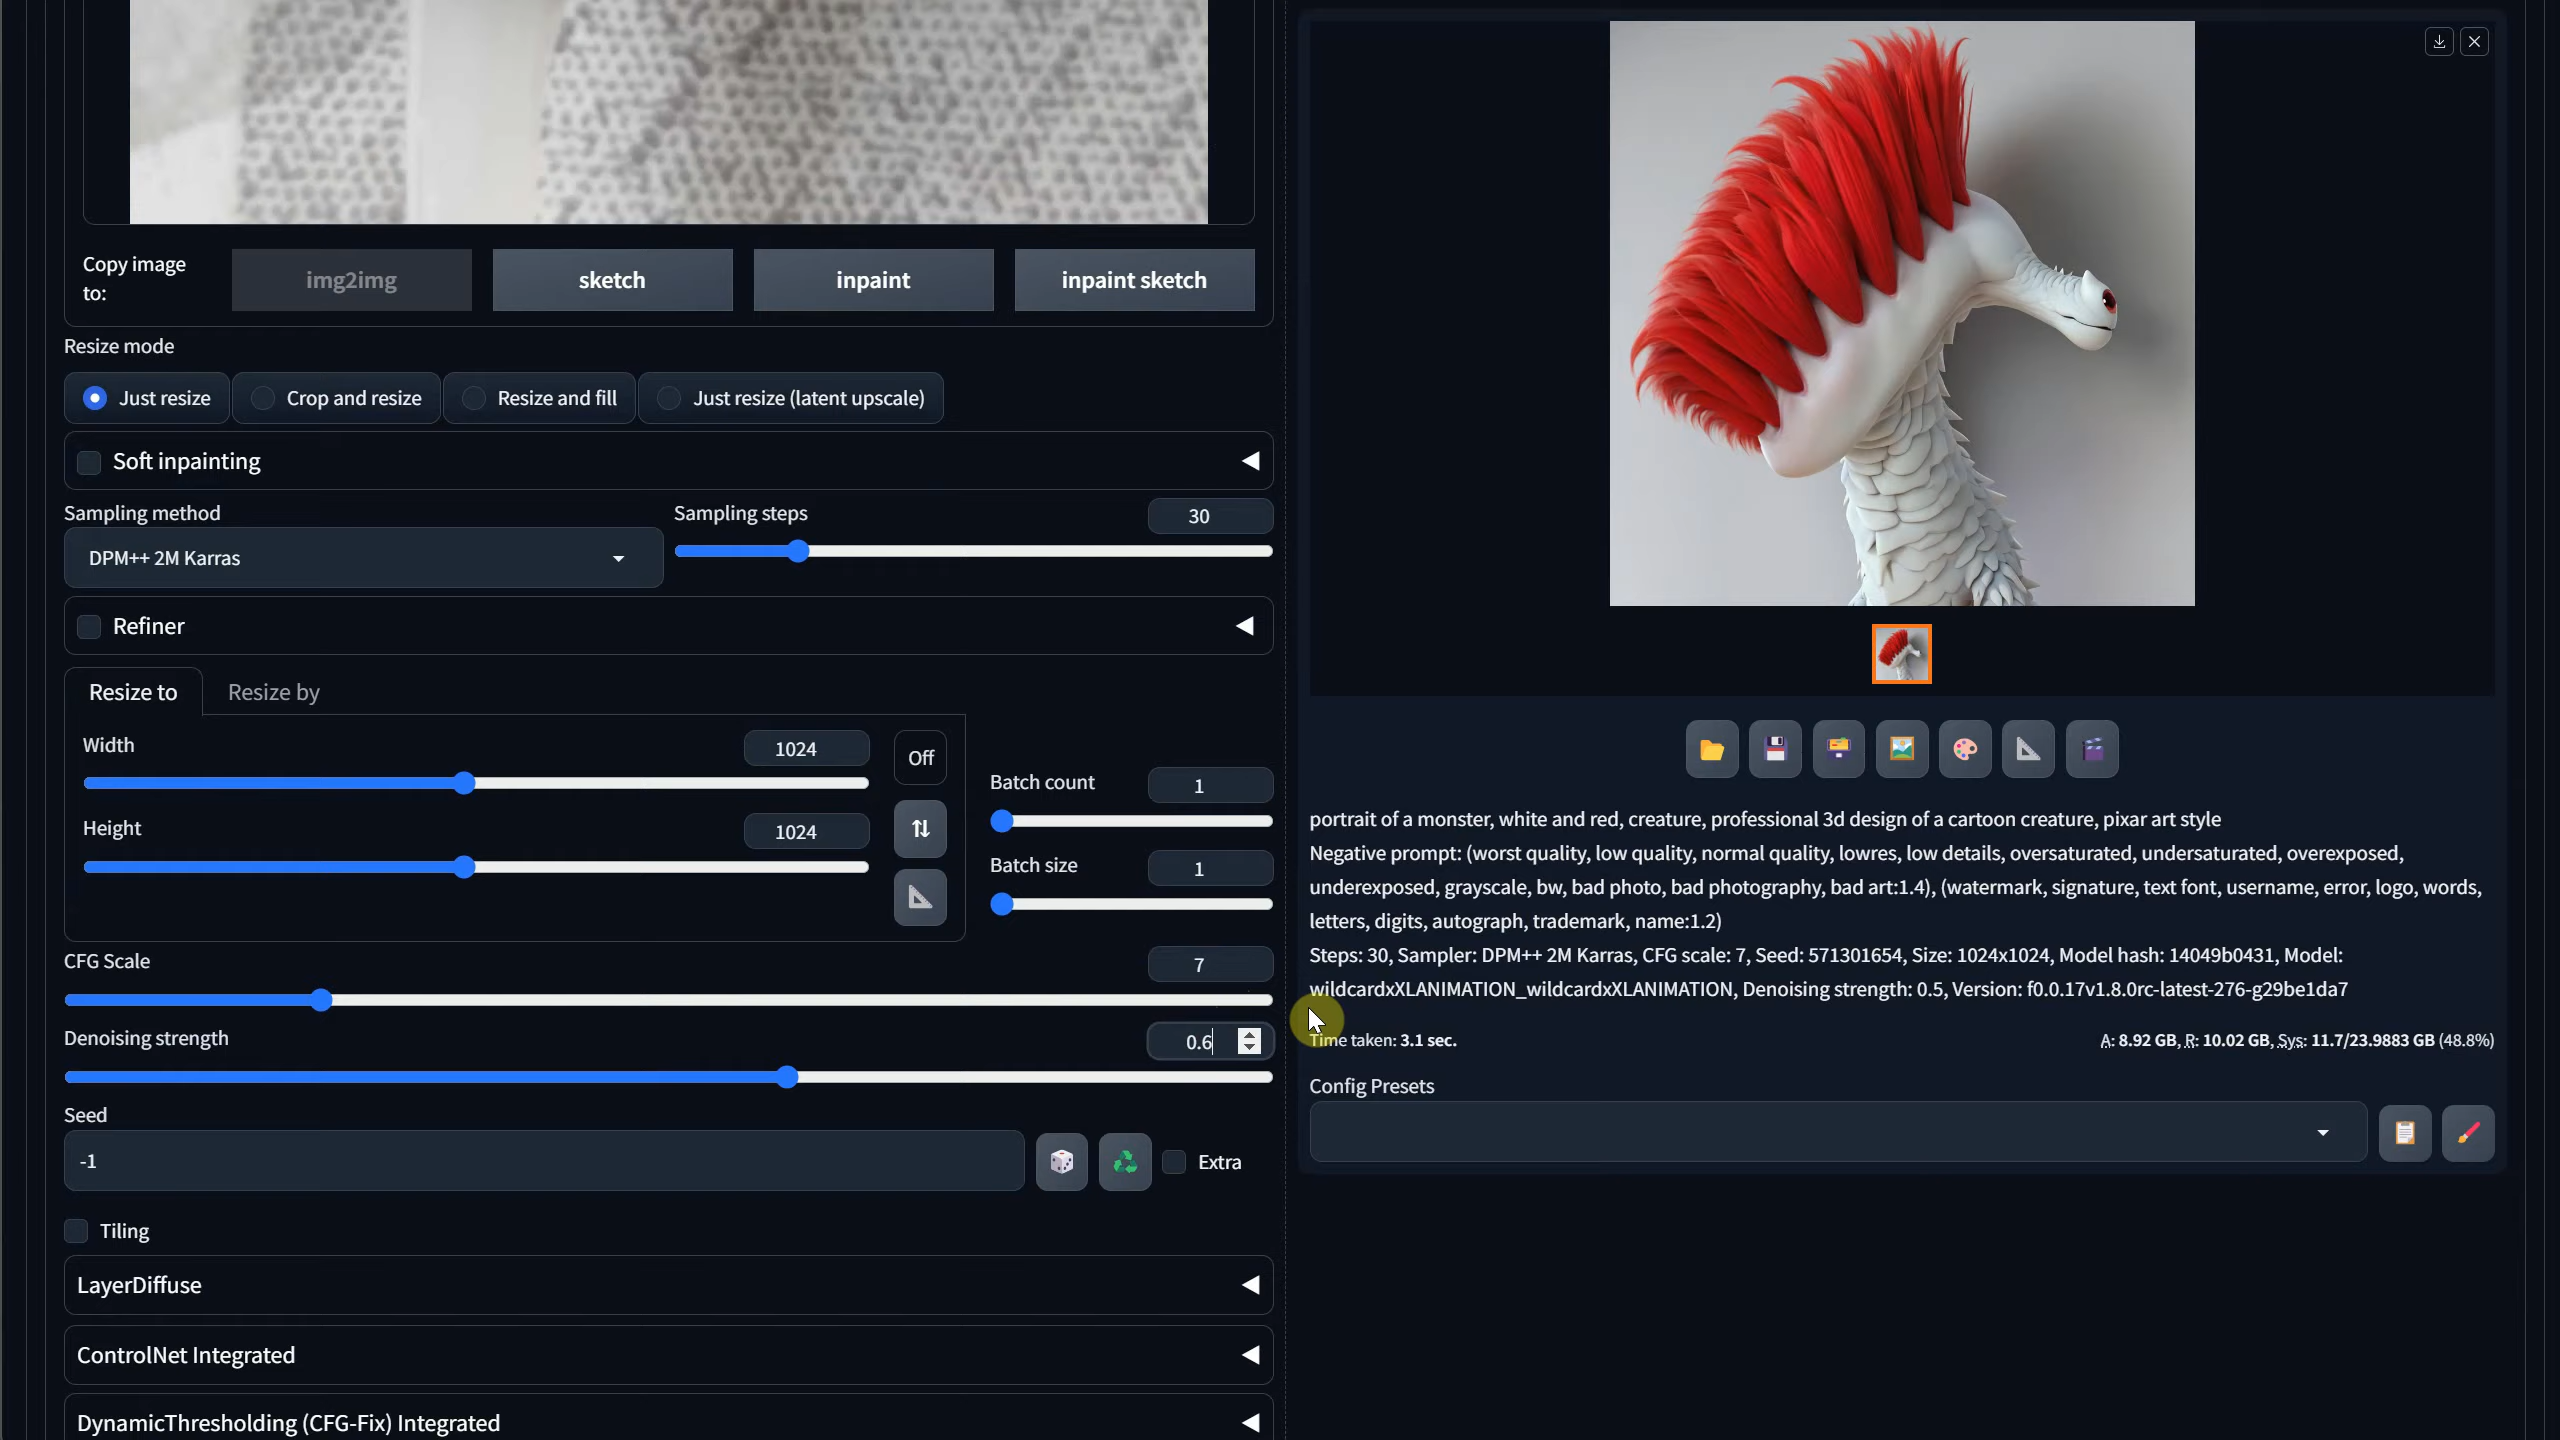 Copy image
to:
img2img
sketch
inpaint
inpaint sketch
Resize mode
Just resize
Crop and resize
Resize and fill
Just resize (latent upscale)
Soft inpainting
Sampling method
DPM++ 2M Karras
Sampling steps
30
Refiner
Resize to
Resize by
Width
1024
Off
Height
1024
Batch count
1
Batch size
1
CFG Scale
7
Denoising strength
0.6
Seed
-1
Extra
Tiling
LayerDiffuse
ControlNet Integrated
DynamicThresholding (CFG-Fix) Integrated
portrait of a monster, white and red, creature, professional 3d design of a cartoon creature, pixar art style
Negative prompt: (worst quality, low quality, normal quality, lowres, low details, oversaturated, undersaturated, overexposed,
underexposed, grayscale, bw, bad photo, bad photography, bad art:1.4), (watermark, signature, text font, username, error, logo, words,
letters, digits, autograph, trademark, name:1.2)
Steps: 30, Sampler: DPM++ 2M Karras, CFG scale: 7, Seed: 571301654, Size: 1024x1024, Model hash: 14049b0431, Model:
wildcardxXLANIMATION_wildcardxXLANIMATION, Denoising strength: 0.5, Version: f0.0.17v1.8.0rc-latest-276-g29be1da7
Time taken: 3.1 sec.
A: 8.92 GB, R: 10.02 GB, Sys: 11.7/23.9883 GB (48.8%)
Config Presets